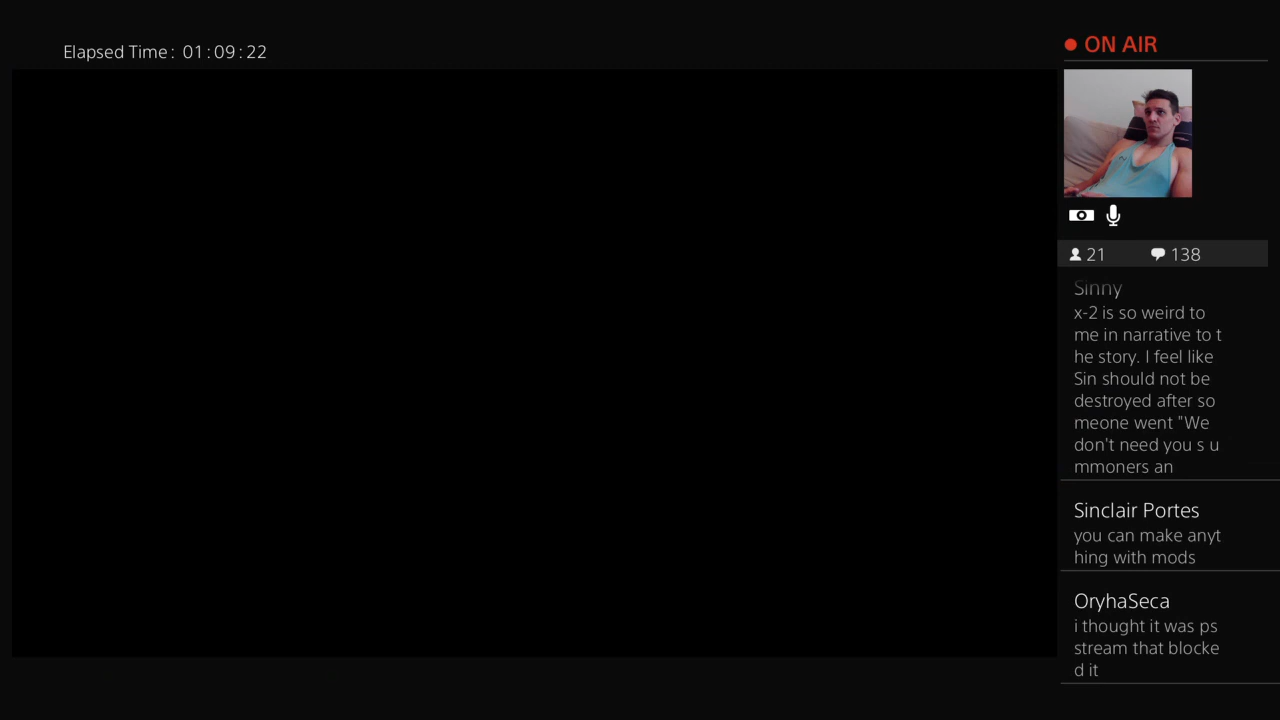 Elapsed Time: 01:09:22
ON AIR
21 138
Sinny
x-2 is so weird to
me in narrative to t
he story. I feel like
Sin should not be
destroyed after so
meone went "We
don't need you s u
mmoners an
Sinclair Portes
you can make anyt
hing with mods
OryhaSeca
i thought it was ps
stream that blocke
d it